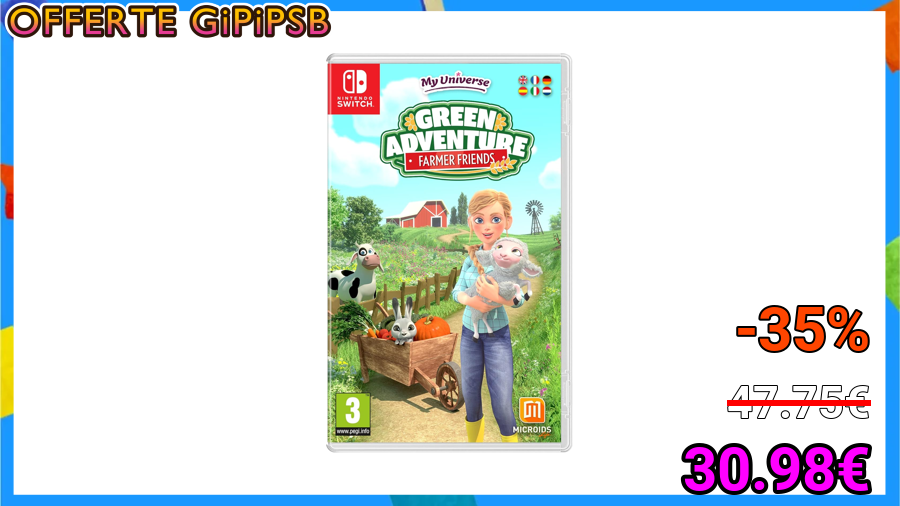 OFFERTE GiPiPSB
NINTENDO
SWITCH
My Universe
GREEN
ADVENTURE
FARMER FRIENDS
3
www.pegi.info
MICROIDS
-35%
47.75€
30.98€